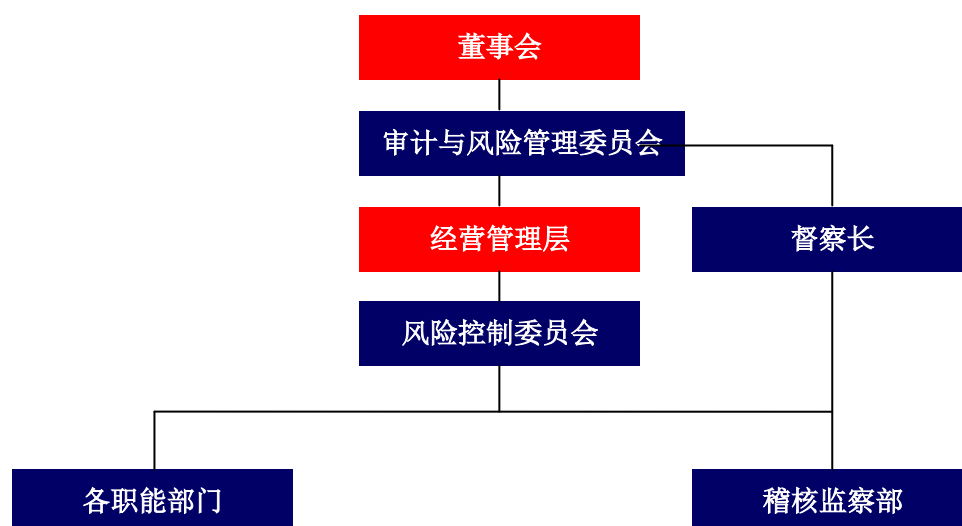 董事会
审计与风险管理委员会
经营管理层
督察长
风险控制委员会
各职能部门
稽核监察部